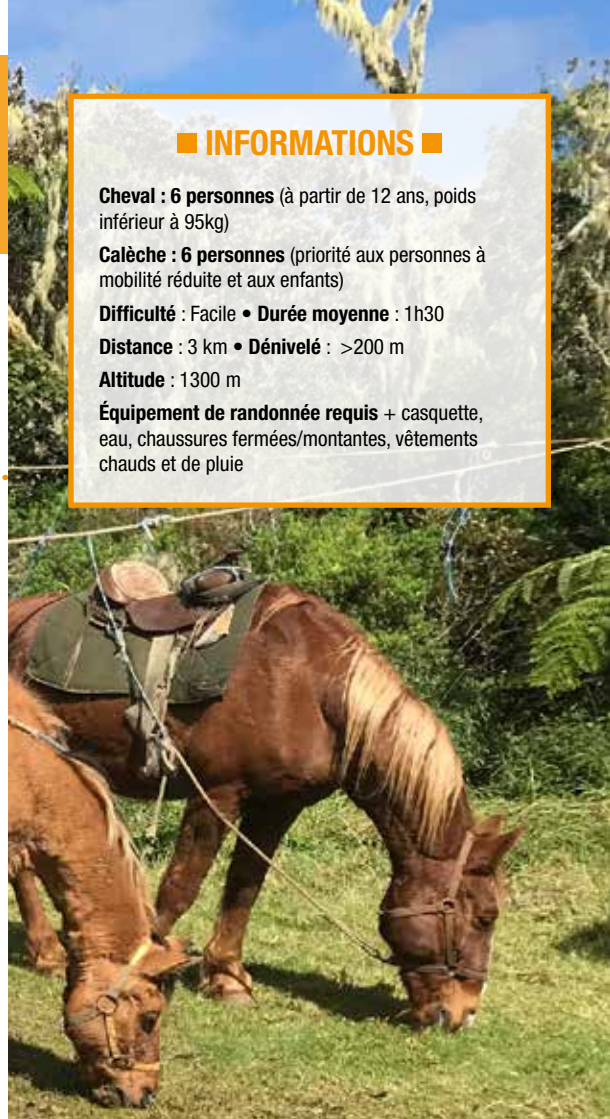 ■ INFORMATIONS ■
Cheval : 6 personnes (à partir de 12 ans, poids
inférieur à 95kg)
Calèche : 6 personnes (priorité aux personnes à
mobilité réduite et aux enfants)
Difficulté : Facile • Durée moyenne : 1h30
Distance : 3 km • Dénivelé : >200 m
Altitude : 1300 m
Équipement de randonnée requis + casquette,
eau, chaussures fermées/montantes, vêtements
chauds et de pluie